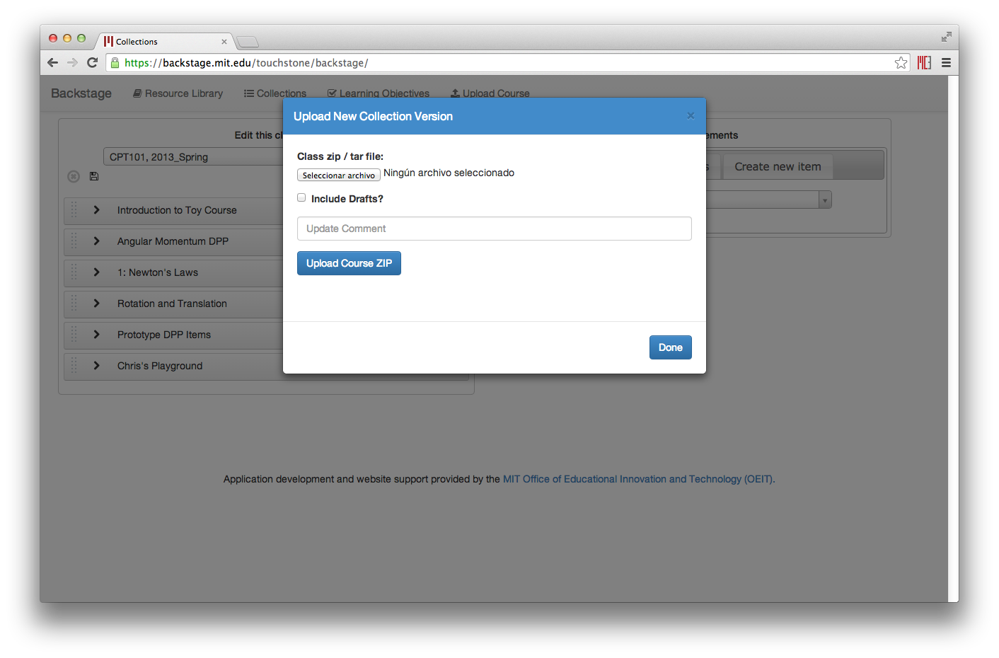 Collections
https://backstage.mit.edu/touchstone/backstage/
Backstage
Resource Library
Collections
Learning Objectives
Upload Course
Upload New Collection Version
×
Edit this cl
ements
CPT101, 2013_Spring
s
Create new item
Class zip / tar file:
Seleccionar archivo
Ningún archivo seleccionado
Include Drafts?
Update Comment
Upload Course ZIP
Done
Introduction to Toy Course
Angular Momentum DPP
1: Newton's Laws
Rotation and Translation
Prototype DPP Items
Chris's Playground
Application development and website support provided by the MIT Office of Educational Innovation and Technology (OEIT).